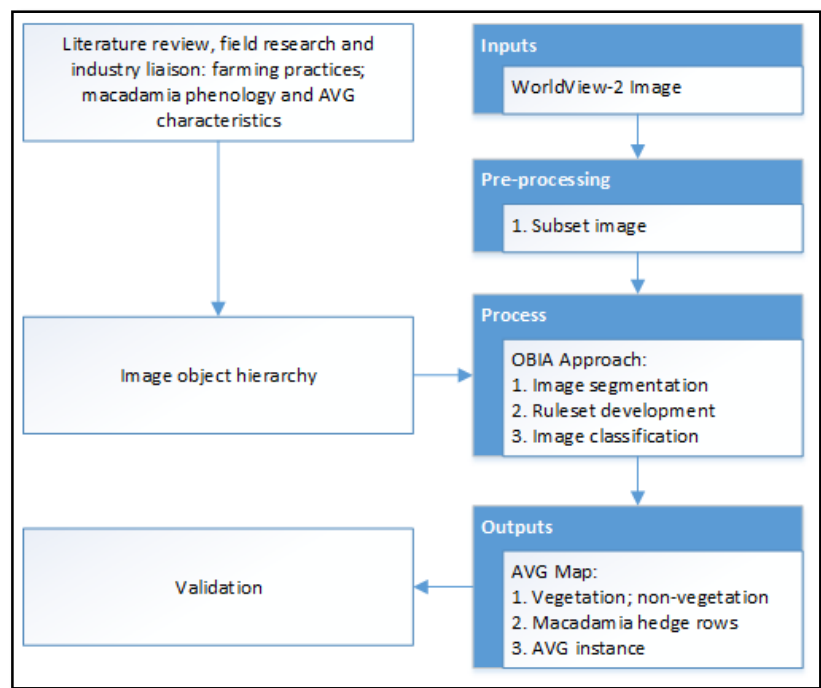 Literature review, field research and
industry liaison: farming practices;
macadamia phenology and AVG
characteristics
Inputs
WorldView-2 Image
Pre-processing
1. Subset image
Image object hierarchy
Process
OBIA Approach:
1. Image segmentation
2. Ruleset development
3. Image classification
Validation
Outputs
AVG Map:
1. Vegetation; non-vegetation
2. Macadamia hedge rows
3. AVG instance